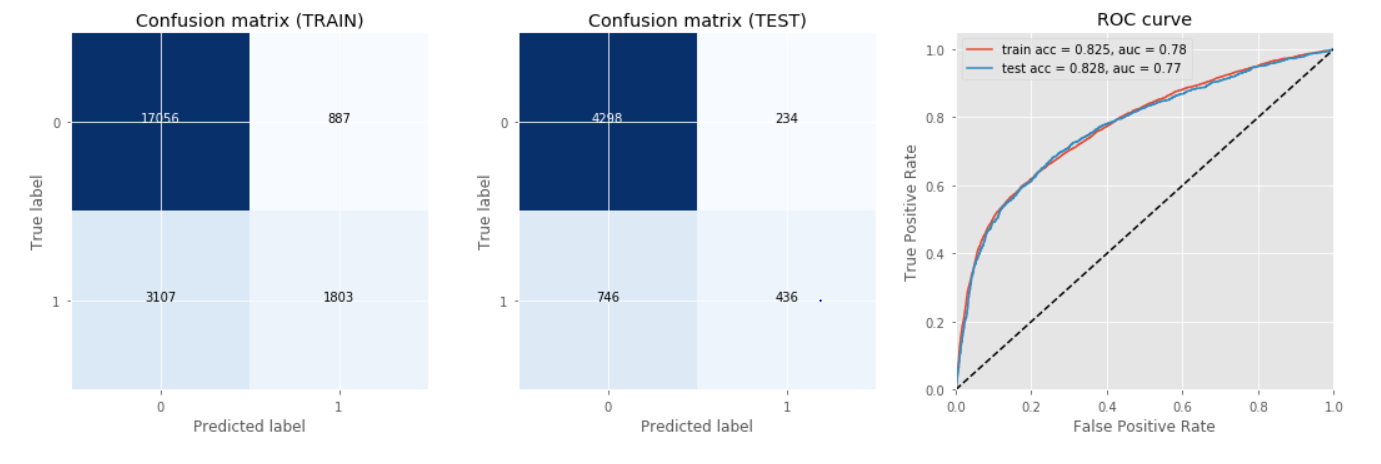 Confusion matrix (TRAIN)
0
17056
887
1
3107
1803
0
1
True label
Predicted label
Confusion matrix (TEST)
0
4298
234
1
746
436
0
1
True label
Predicted label
ROC curve
train acc = 0.825, auc = 0.78
test acc = 0.828, auc = 0.77
1.0
0.8
0.6
0.4
0.2
0.0
0.0
0.2
0.4
0.6
0.8
1.0
True Positive Rate
False Positive Rate